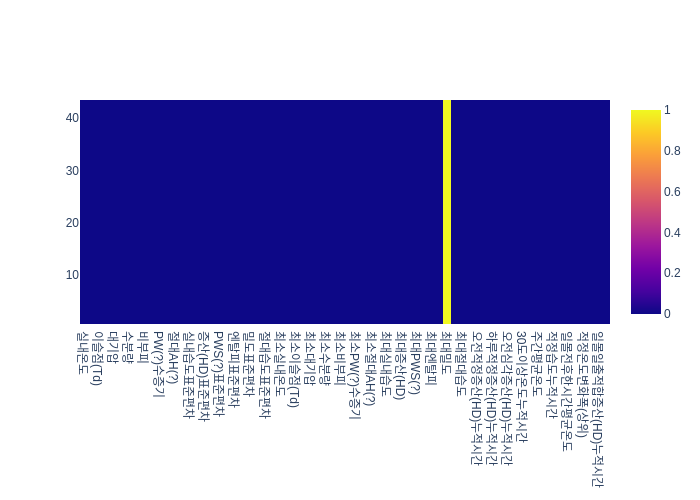 40
30
20
10
1
0.8
0.6
0.4
0.2
0
실내온도
이슬점(Td)
대기압
수분량
비부피
PW(?)수증기
절대AH(?)
실내습도표준편차
증산(HD)표준편차
PWS(?)표준편차
엔탈피표준편차
밀도표준편차
절대습도표준편차
최소실내온도
최소이슬점(Td)
최소대기압
최소수분량
최소비부피
최소PW(?)수증기
최소절대AH(?)
최대실내습도
최대증산(HD)
최대PWS(?)
최대엔탈피
최대밀도
최대절대습도
오전적정증산(HD)누적시간
하루적정증산(HD)누적시간
오전심각증산(HD)누적시간
30도이상온도누적시간
주간평균온도
적정습도누적시간
일몰전후한시간평균온도
적정온도변화폭(상위)
일몰일출적합증산(HD)누적시간